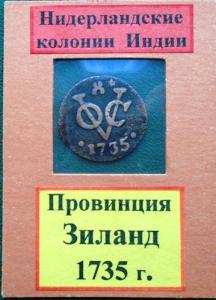 Нидерландские
колонии Индии
VOC
·1735·
Провинция
Зиланд
1735 г.